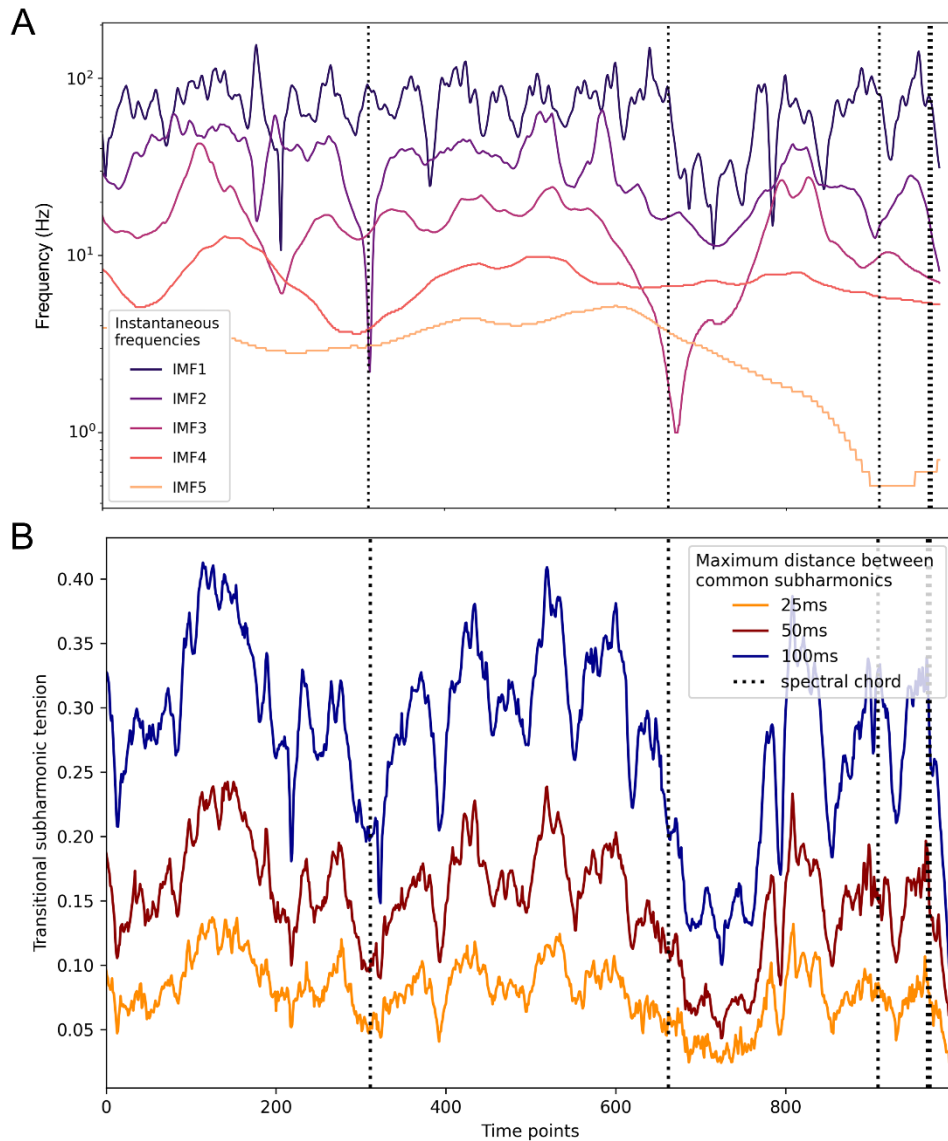 A
10²
10¹
10⁰
Frequency (Hz)
Instantaneous
frequencies
IMF1
IMF2
IMF3
IMF4
IMF5
B
0.40
0.35
0.30
0.25
0.20
0.15
0.10
0.05
Transitional subharmonic tension
Maximum distance between
common subharmonics
25ms
50ms
100ms
spectral chord
0
200
400
600
800
Time points